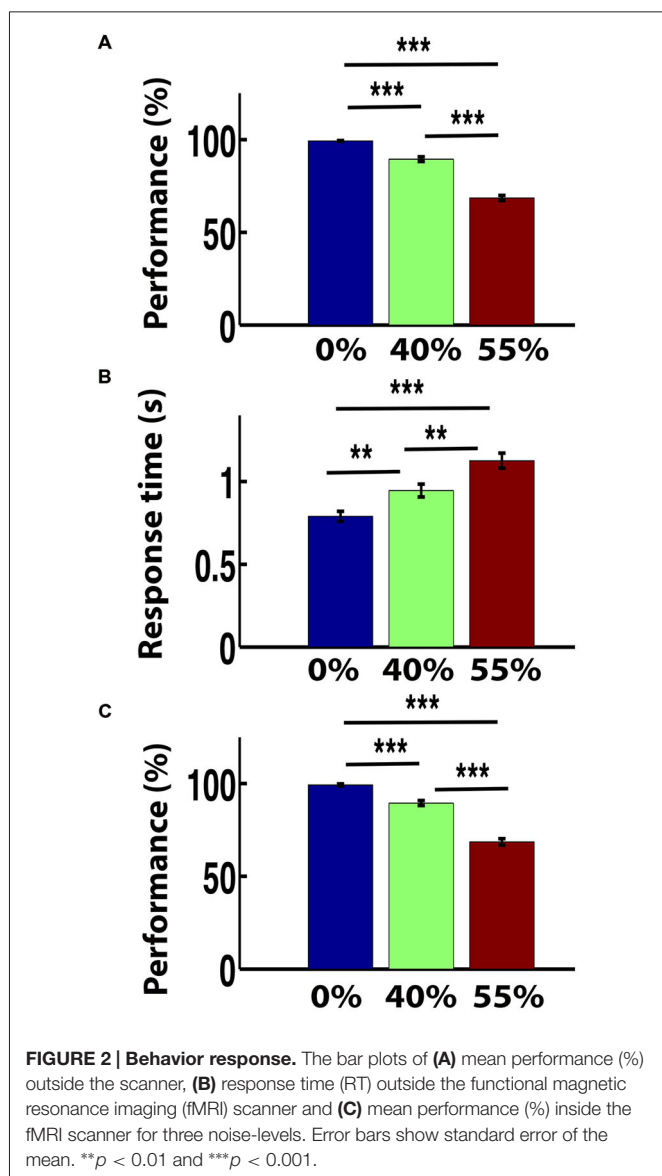 A
***
***
***
Performance (%)
100
50
0
0% 40% 55%
B
***
**
**
Response time (s)
1
0.5
0
0% 40% 55%
C
***
***
***
Performance (%)
100
50
0
0% 40% 55%
FIGURE 2 | Behavior response. The bar plots of (A) mean performance (%)
outside the scanner, (B) response time (RT) outside the functional magnetic
resonance imaging (fMRI) scanner and (C) mean performance (%) inside the
fMRI scanner for three noise-levels. Error bars show standard error of the
mean. **p < 0.01 and ***p < 0.001.